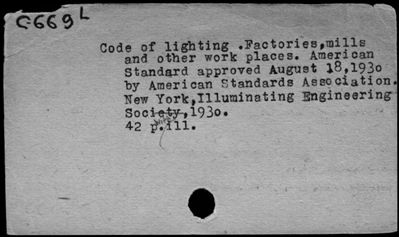 C669L
Code of lighting .Factories,mills
and other work places. American
Standard approved August 18,1930
by American Standards Association.
New York,Illuminating Engineering
Society,1930.
42 p.ill.